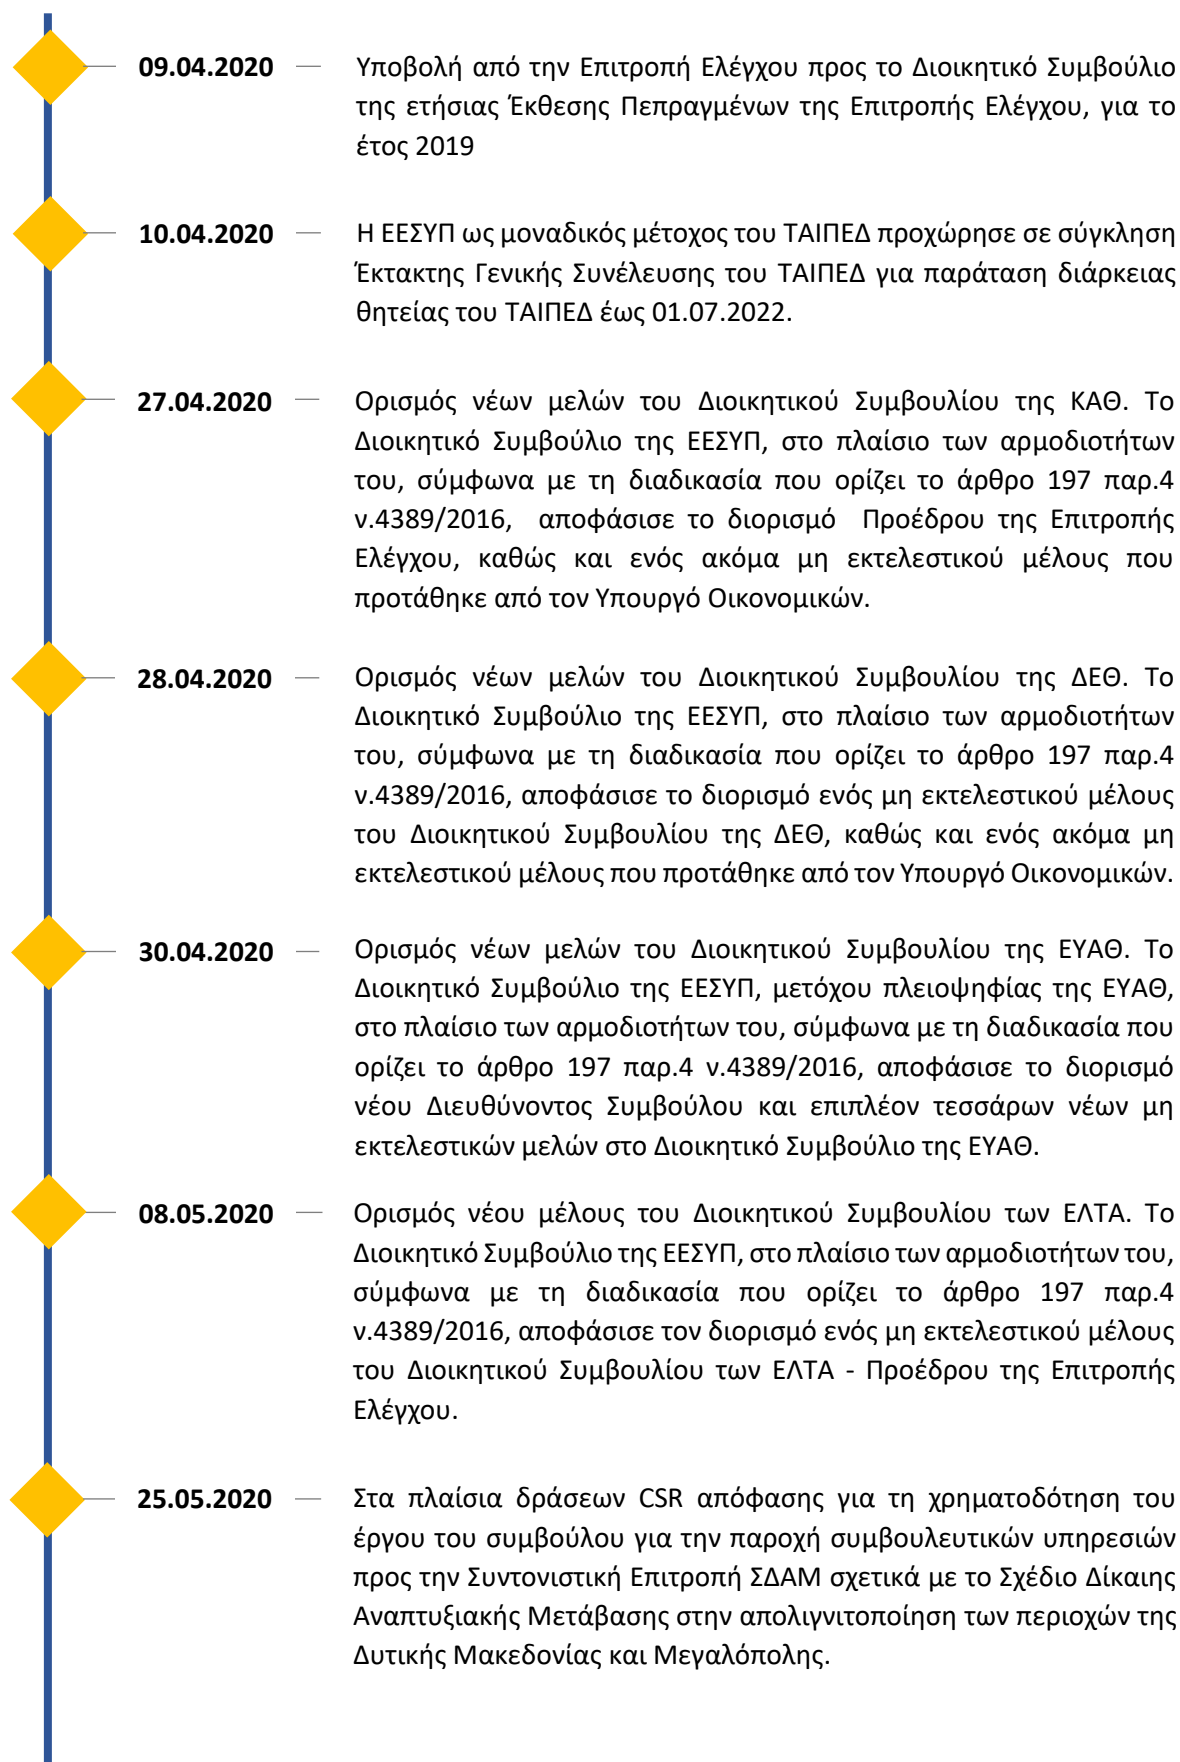 09.04.2020 Υποβολή από την Επιτροπή Ελέγχου προς το Διοικητικό Συμβούλιο
της ετήσιας Έκθεσης Πεπραγμένων της Επιτροπής Ελέγχου, για το
έτος 2019
10.04.2020 Η ΕΕΣΥΠ ως μοναδικός μέτοχος του ΤΑΙΠΕΔ προχώρησε σε σύγκληση
Έκτακτης Γενικής Συνέλευσης του ΤΑΙΠΕΔ για παράταση διάρκειας
θητείας του ΤΑΙΠΕΔ έως 01.07.2022.
27.04.2020 Ορισμός νέων μελών του Διοικητικού Συμβουλίου της ΚΑΘ. Το
Διοικητικό Συμβούλιο της ΕΕΣΥΠ, στο πλαίσιο των αρμοδιοτήτων
του, σύμφωνα με τη διαδικασία που ορίζει το άρθρο 197 παρ.4
ν.4389/2016, αποφάσισε το διορισμό Προέδρου της Επιτροπής
Ελέγχου, καθώς και ενός ακόμα μη εκτελεστικού μέλους που
προτάθηκε από τον Υπουργό Οικονομικών.
28.04.2020 Ορισμός νέων μελών του Διοικητικού Συμβουλίου της ΔΕΘ. Το
Διοικητικό Συμβούλιο της ΕΕΣΥΠ, στο πλαίσιο των αρμοδιοτήτων
του, σύμφωνα με τη διαδικασία που ορίζει το άρθρο 197 παρ.4
ν.4389/2016, αποφάσισε το διορισμό ενός μη εκτελεστικού μέλους
του Διοικητικού Συμβουλίου της ΔΕΘ, καθώς και ενός ακόμα μη
εκτελεστικού μέλους που προτάθηκε από τον Υπουργό Οικονομικών.
30.04.2020 Ορισμός νέων μελών του Διοικητικού Συμβουλίου της ΕΥΑΘ. Το
Διοικητικό Συμβούλιο της ΕΕΣΥΠ, μετόχου πλειοψηφίας της ΕΥΑΘ,
στο πλαίσιο των αρμοδιοτήτων του, σύμφωνα με τη διαδικασία που
ορίζει το άρθρο 197 παρ.4 ν.4389/2016, αποφάσισε το διορισμό
νέου Διευθύνοντος Συμβούλου και επιπλέον τεσσάρων νέων μη
εκτελεστικών μελών στο Διοικητικό Συμβούλιο της ΕΥΑΘ.
08.05.2020 Ορισμός νέου μέλους του Διοικητικού Συμβουλίου των ΕΛΤΑ. Το
Διοικητικό Συμβούλιο της ΕΕΣΥΠ, στο πλαίσιο των αρμοδιοτήτων του,
σύμφωνα με τη διαδικασία που ορίζει το άρθρο 197 παρ.4
ν.4389/2016, αποφάσισε τον διορισμό ενός μη εκτελεστικού μέλους
του Διοικητικού Συμβουλίου των ΕΛΤΑ - Προέδρου της Επιτροπής
Ελέγχου.
25.05.2020 Στα πλαίσια δράσεων CSR απόφασης για τη χρηματοδότηση του
έργου του συμβούλου για την παροχή συμβουλευτικών υπηρεσιών
προς την Συντονιστική Επιτροπή ΣΔΑΜ σχετικά με το Σχέδιο Δίκαιης
Αναπτυξιακής Μετάβασης στην απολιγνιτοποίηση των περιοχών της
Δυτικής Μακεδονίας και Μεγαλόπολης.